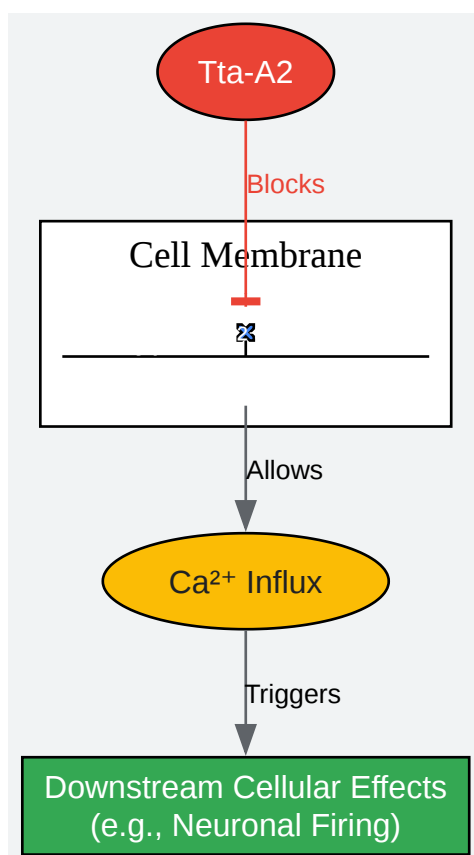 Tta-A2
Blocks
Cell Membrane
Allows
Ca²⁺ Influx
Triggers
Downstream Cellular Effects
(e.g., Neuronal Firing)